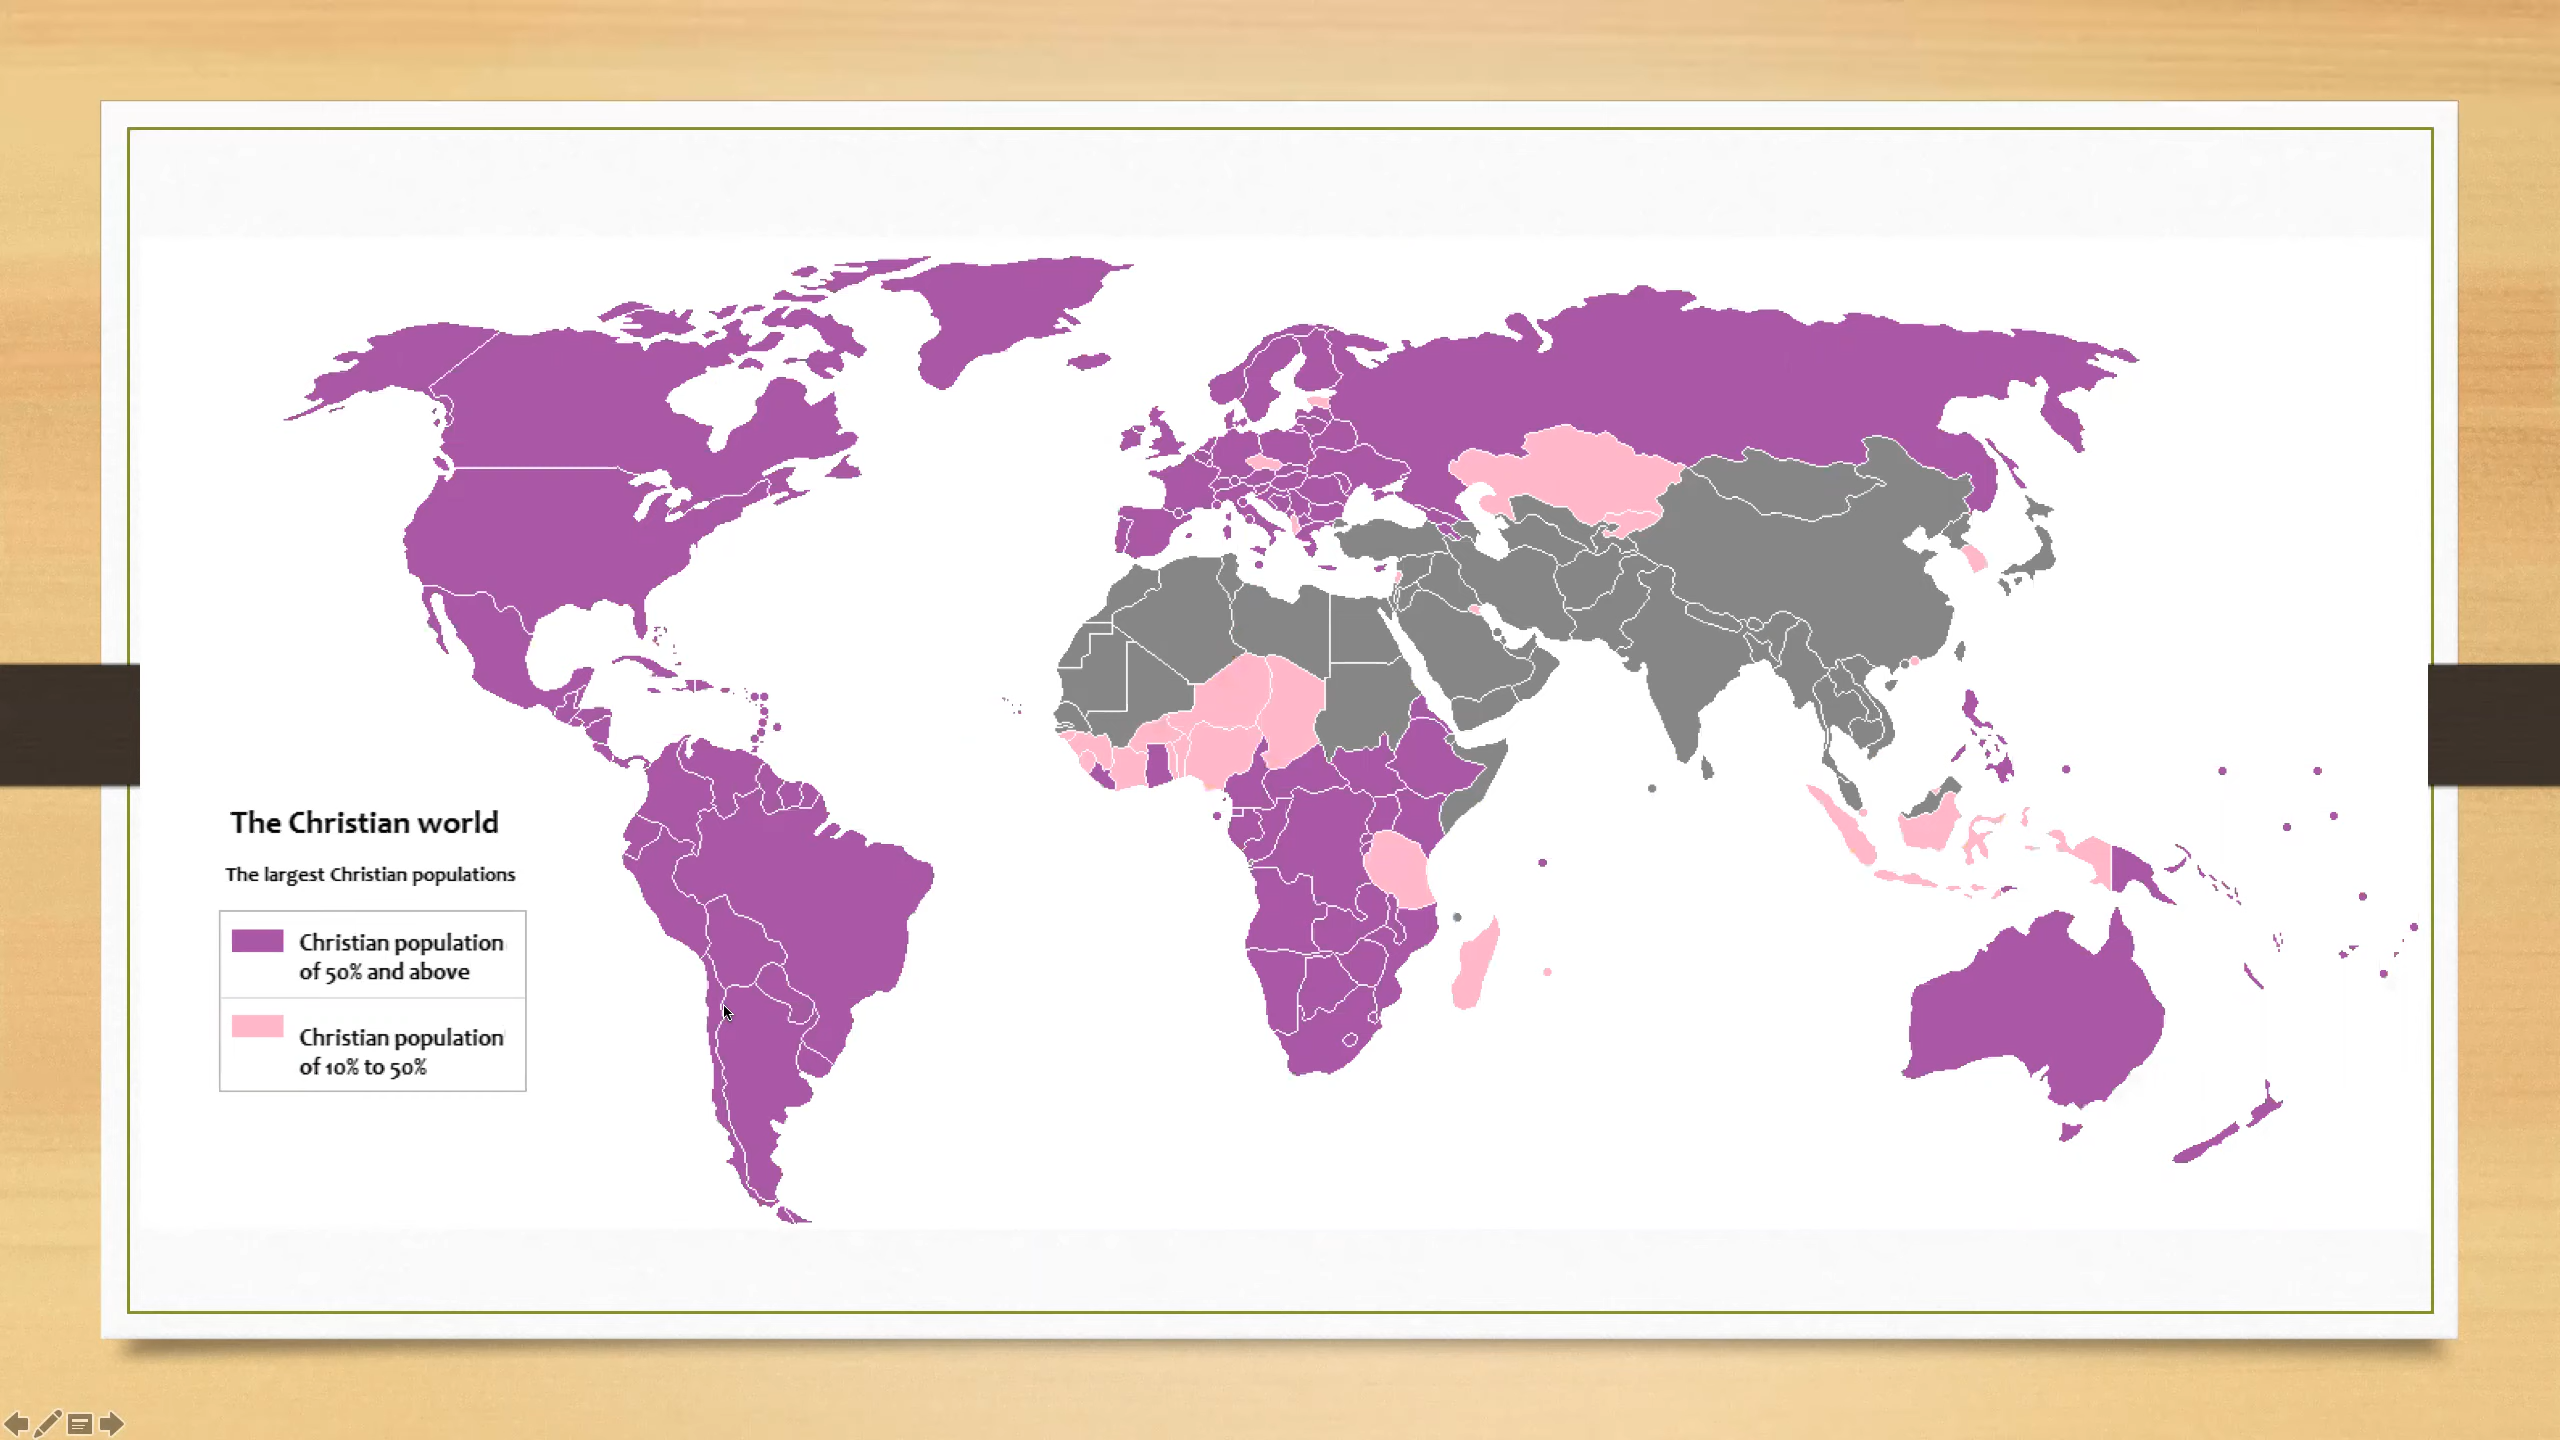 The Christian world
The largest Christian populations
Christian population
of 50% and above
Christian population
of 10% to 50%